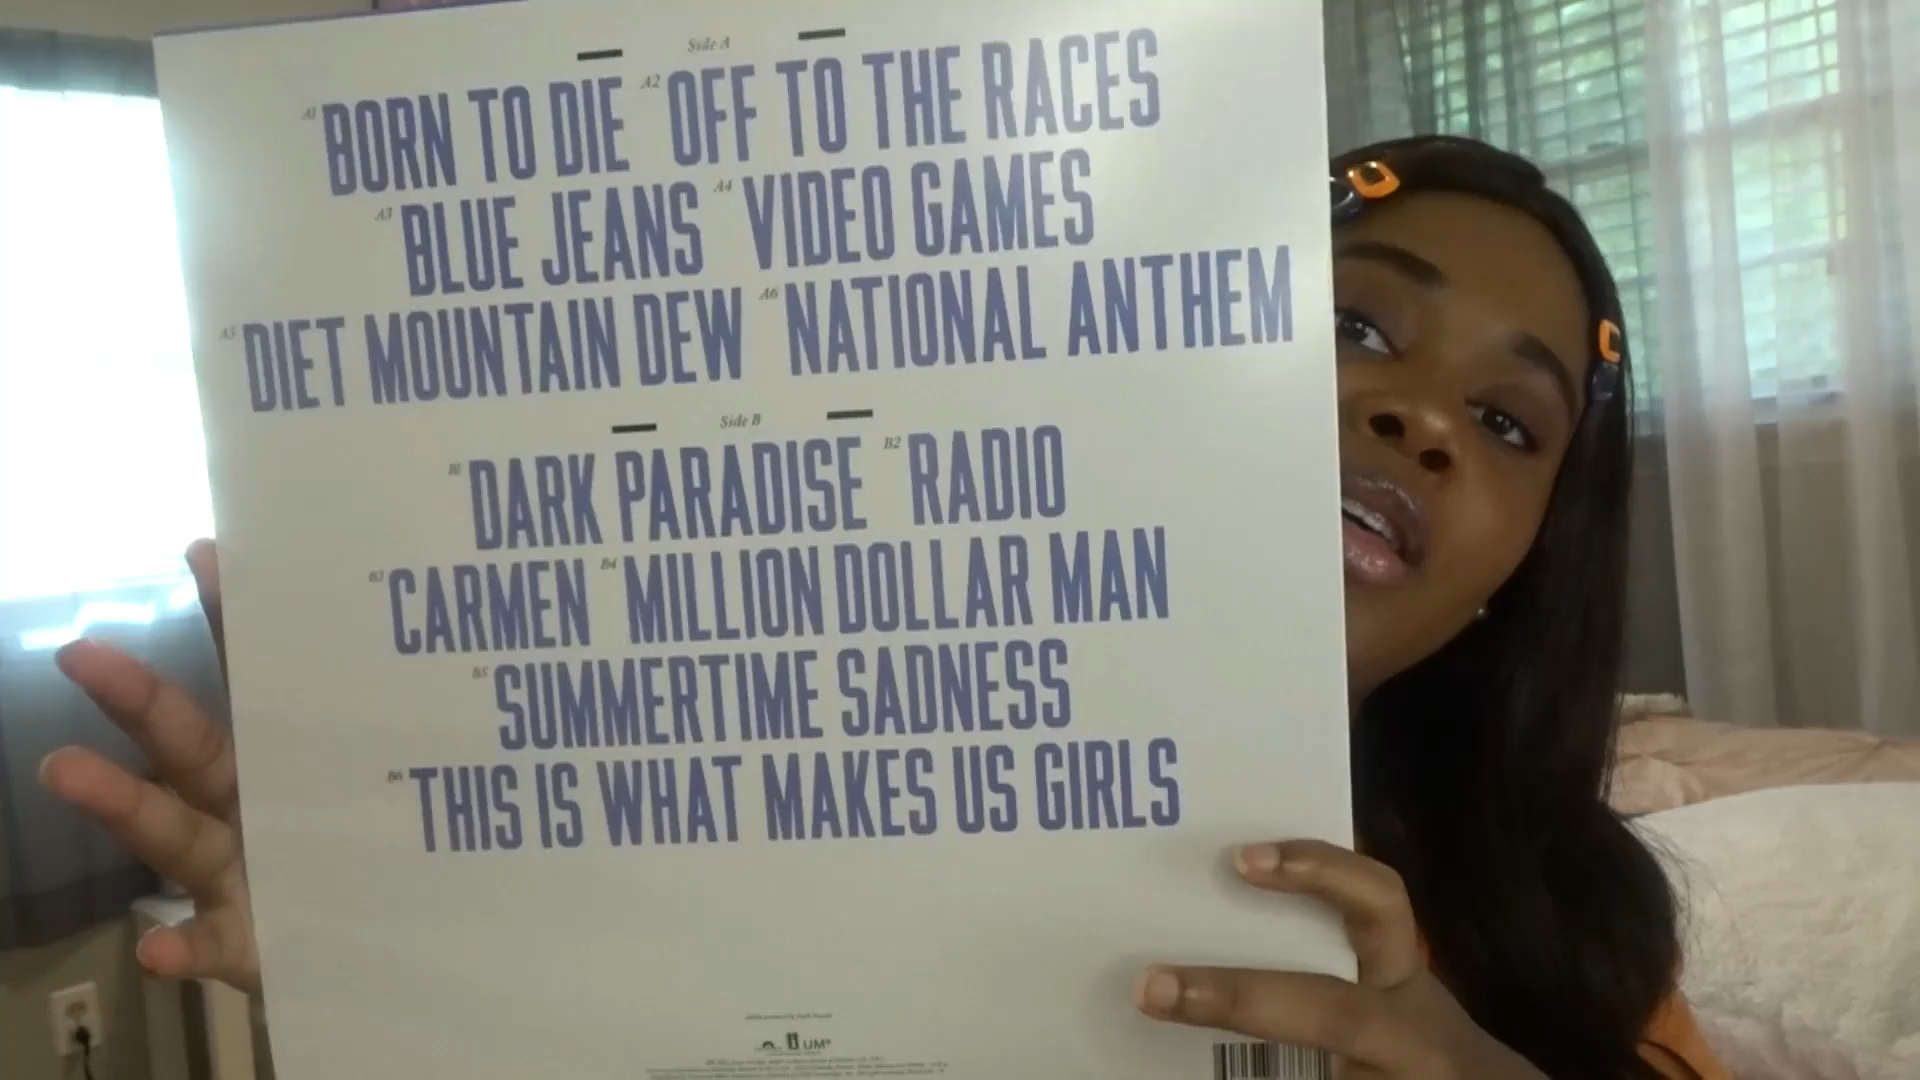 Side A
A1 BORN TO DIE A2 OFF TO THE RACES
A3 BLUE JEANS A4 VIDEO GAMES
A5 DIET MOUNTAIN DEW A6 NATIONAL ANTHEM
Side B
B1 DARK PARADISE B2 RADIO
B3 CARMEN B4 MILLION DOLLAR MAN
B5 SUMMERTIME SADNESS
B6 THIS IS WHAT MAKES US GIRLS
UMe